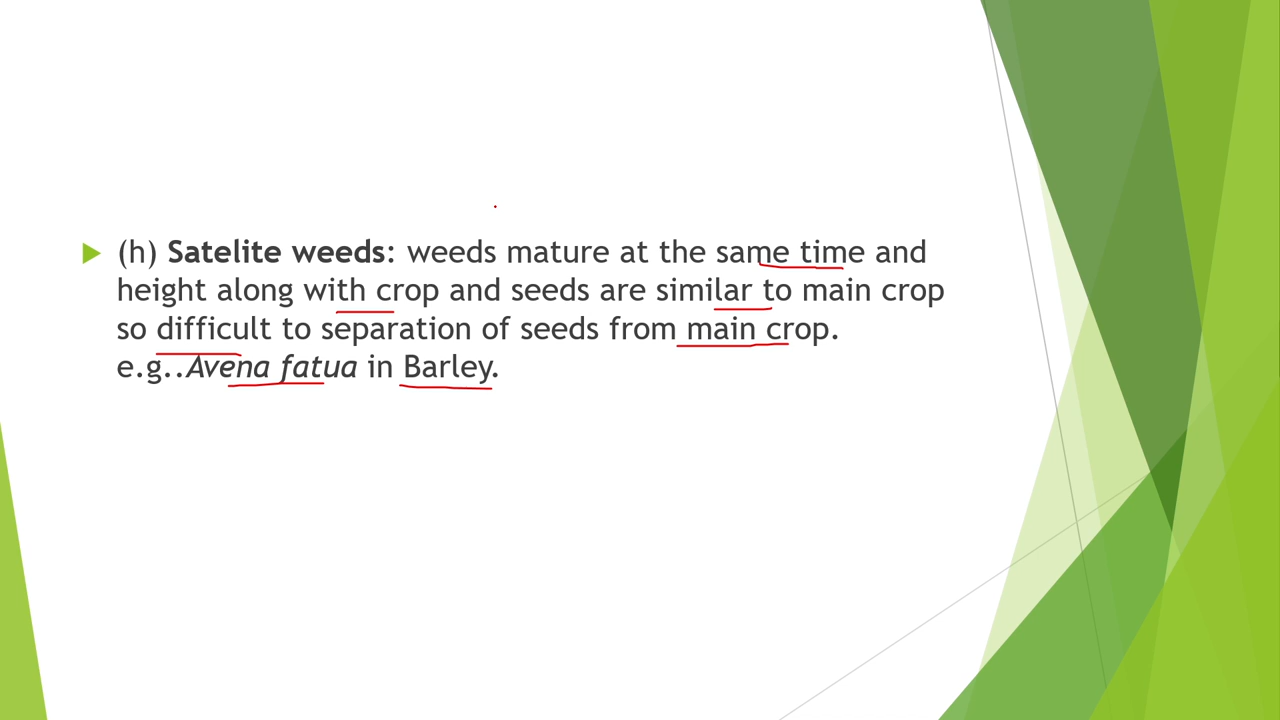 (h) Satelite weeds: weeds mature at the same time and
height along with crop and seeds are similar to main crop
so difficult to separation of seeds from main crop.
e.g..Avena fatua in Barley.